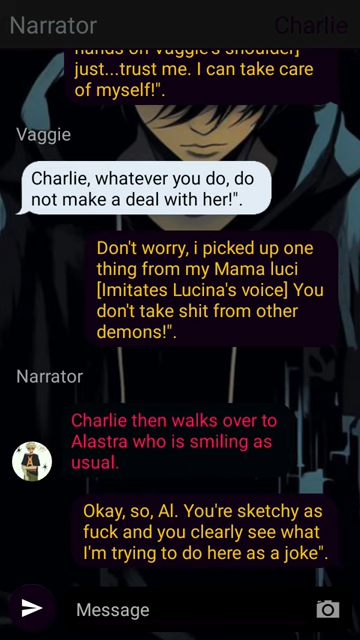 Narrator
Charlie
hands on Vaggie's shoulder]
just...trust me. I can take care
of myself!".
Vaggie
Charlie, whatever you do, do
not make a deal with her!".
Don't worry, i picked up one
thing from my Mama luci
[Imitates Lucina's voice] You
don't take shit from other
demons!".
Narrator
Charlie then walks over to
Alastra who is smiling as
usual.
Okay, so, Al. You're sketchy as
fuck and you clearly see what
I'm trying to do here as a joke".
Message